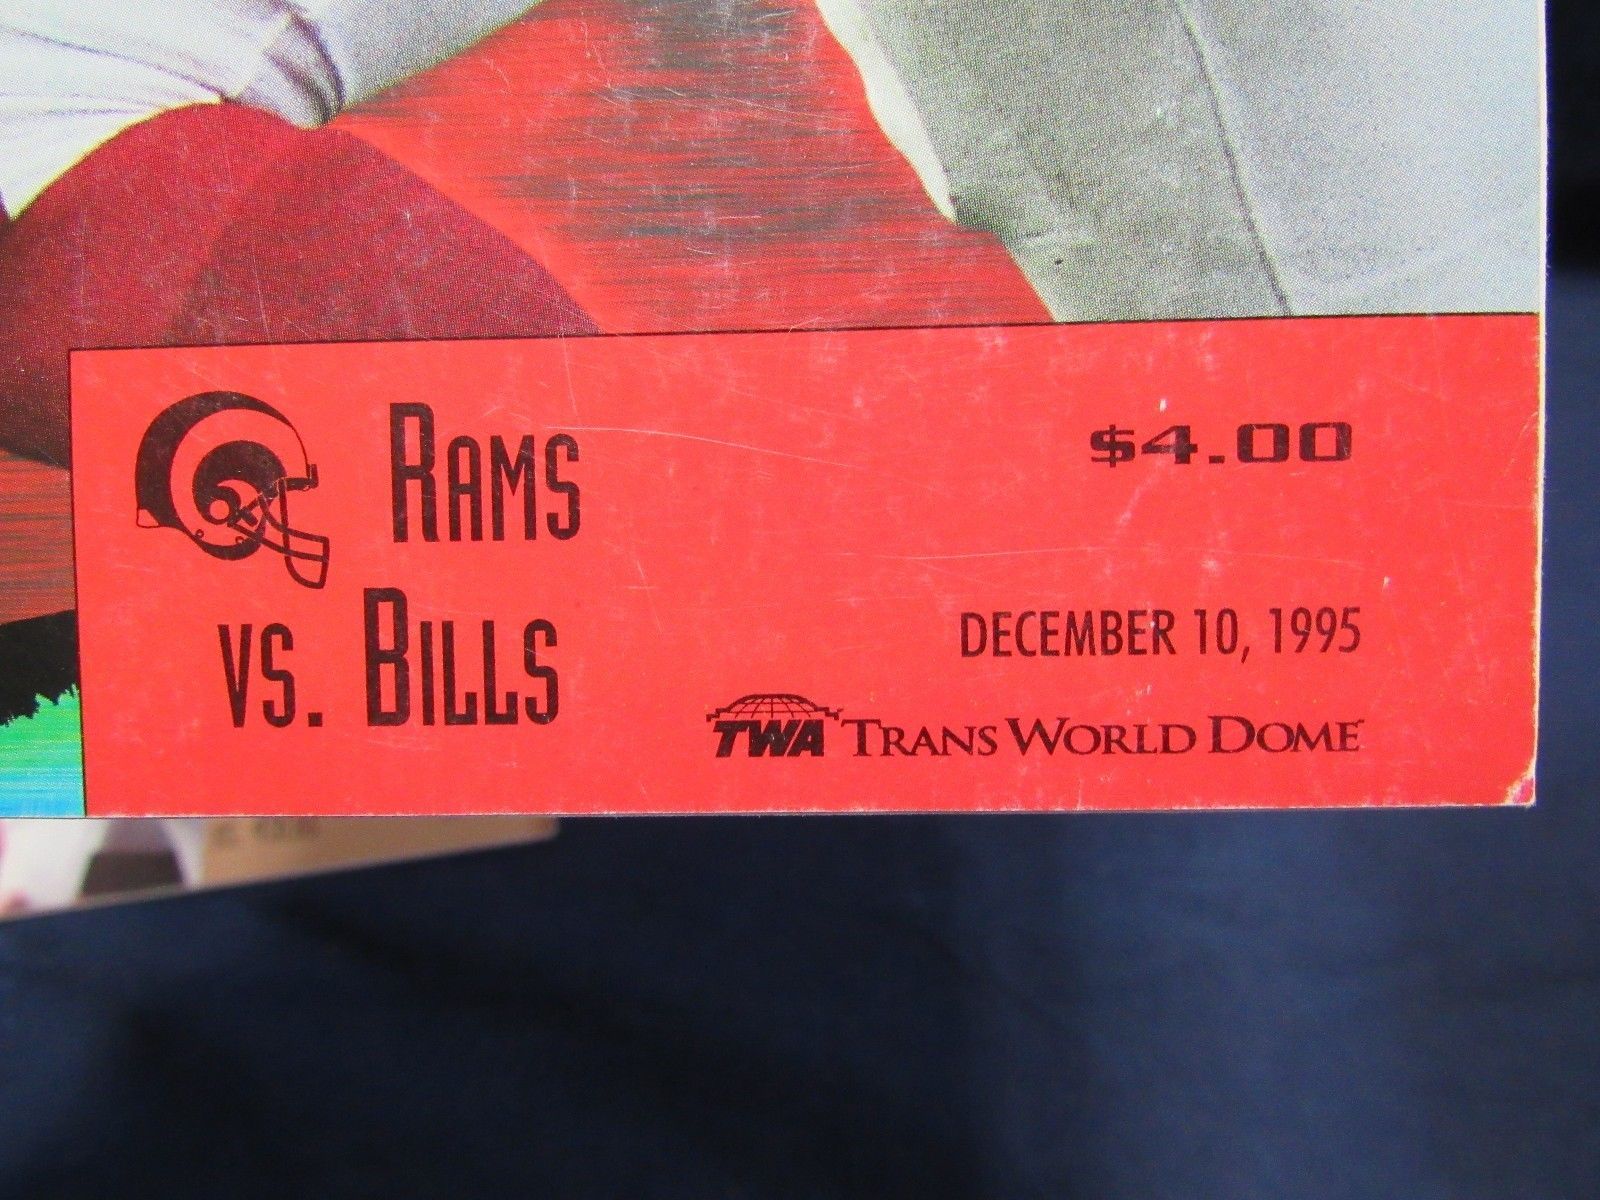 RAMS
VS. BILLS
$4.00
DECEMBER 10, 1995
TWA TRANS WORLD DOME